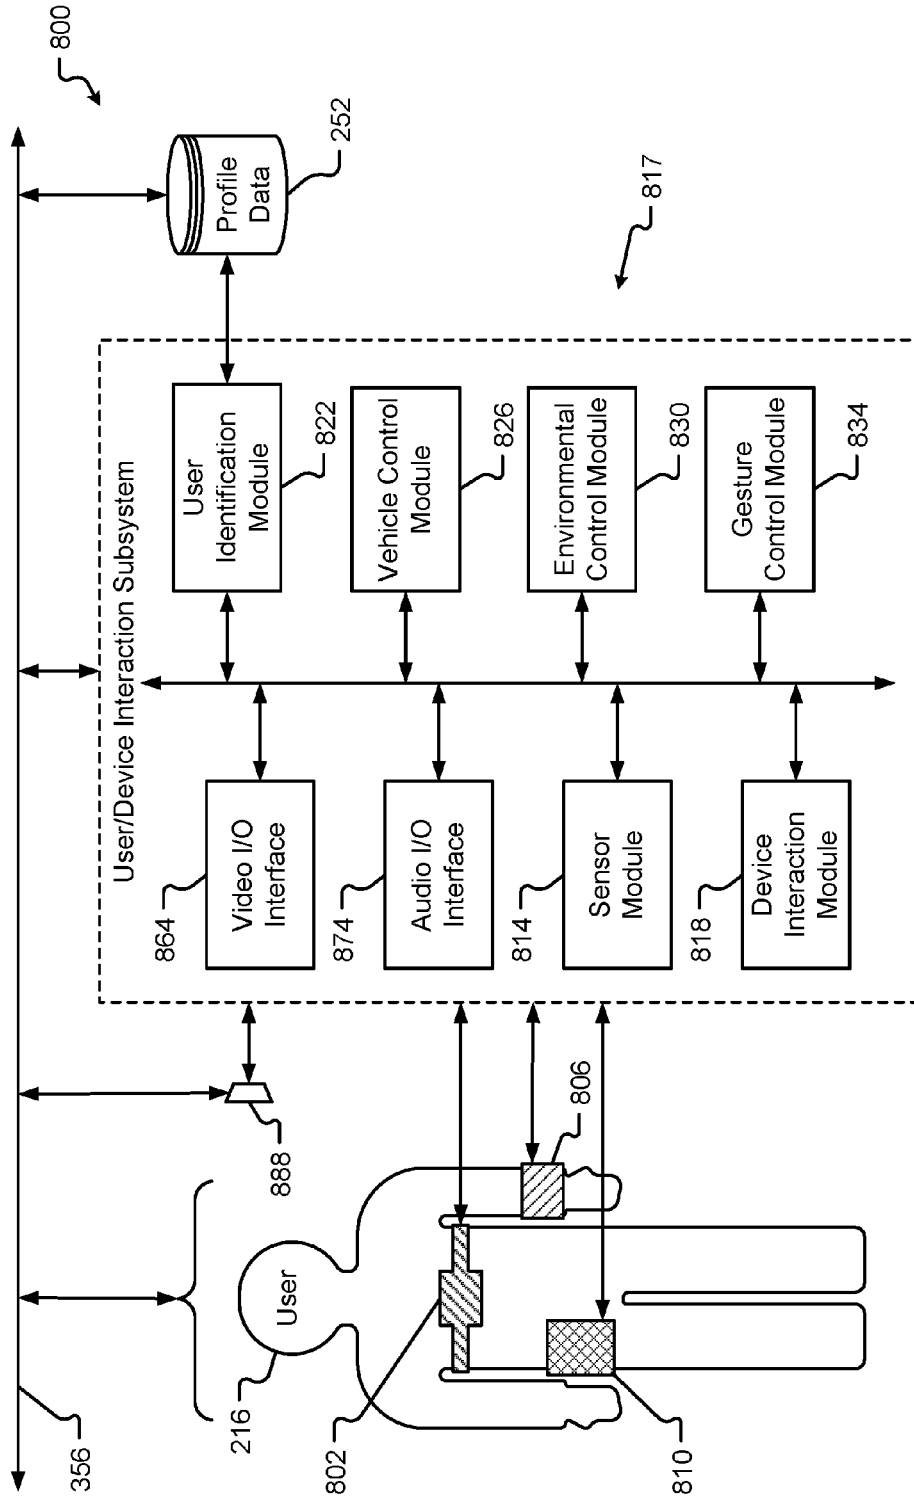 800
356
Profile
Data
252
817
User/Device Interaction Subsystem
User
Identification
Module
822
Vehicle Control
Module
826
Environmental
Control Module
830
Gesture
Control Module
834
864
Video I/O
Interface
874
Audio I/O
Interface
814
Sensor
Module
818
Device
Interaction
Module
888
User
216
802
806
810